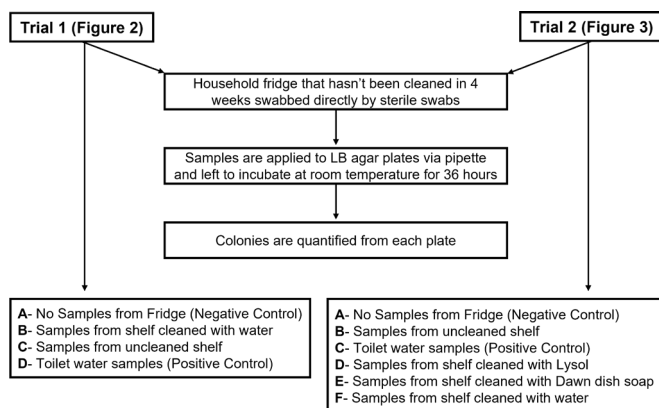 Trial 1 (Figure 2)
Trial 2 (Figure 3)
Household fridge that hasn't been cleaned in 4
weeks swabbed directly by sterile swabs
Samples are applied to LB agar plates via pipette
and left to incubate at room temperature for 36 hours
Colonies are quantified from each plate
A- No Samples from Fridge (Negative Control)
B- Samples from shelf cleaned with water
C- Samples from uncleaned shelf
D- Toilet water samples (Positive Control)
A- No Samples from Fridge (Negative Control)
B- Samples from uncleaned shelf
C- Toilet water samples (Positive Control)
D- Samples from shelf cleaned with Lysol
E- Samples from shelf cleaned with Dawn dish soap
F- Samples from shelf cleaned with water